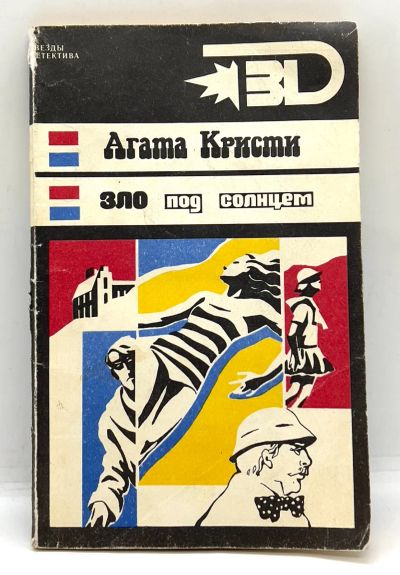 ЗВЕЗДЫ
ДЕТЕКТИВА
ЗД
Агата Кристи
ЗЛО под солнцем